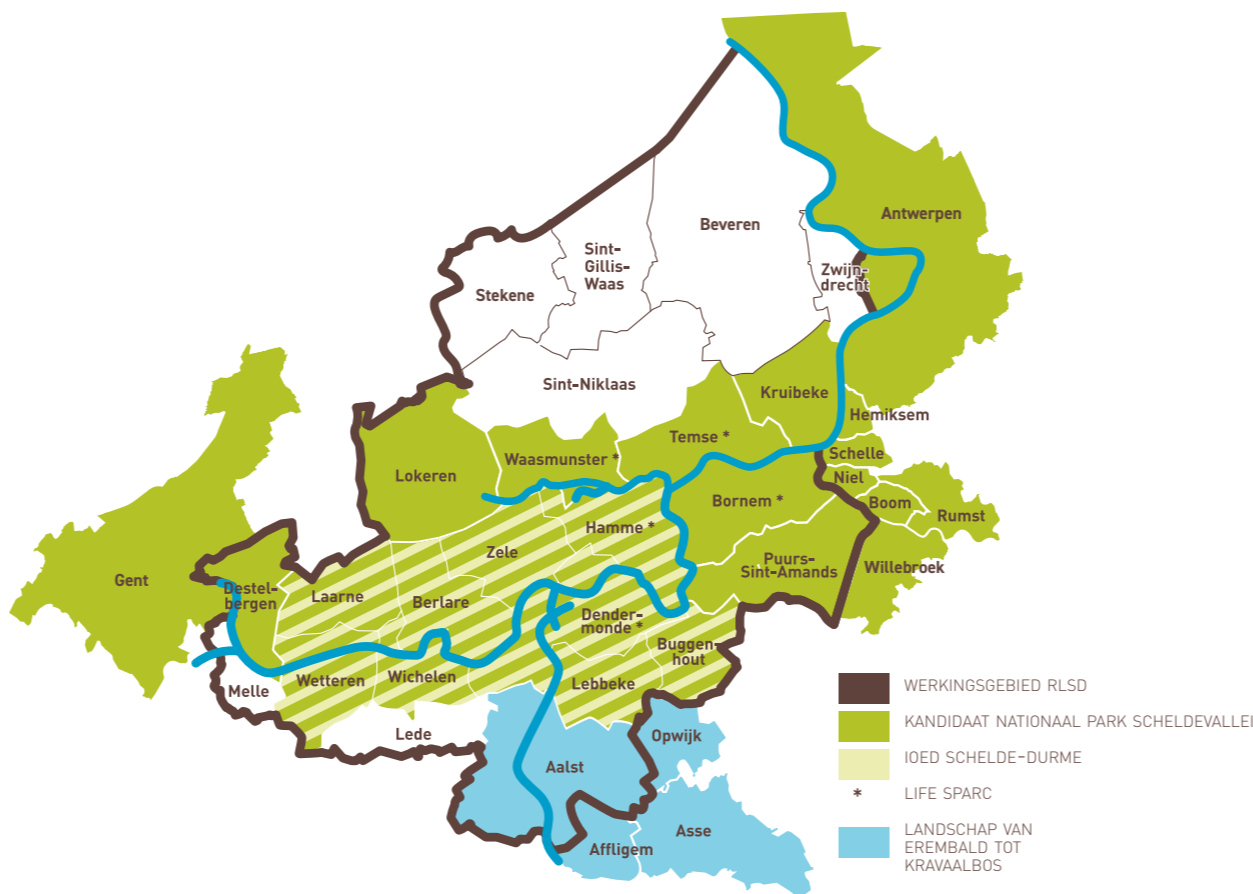 Antwerpen
Beveren
Sint-
Gillis-
Waas
Zwijn-
drecht
Stekene
Sint-Niklaas
Kruibeke
Hemiksem
Temse *
Schelle
Waasmunster *
Lokeren
Niel
Bornem *
Boom
Rumst
Hamme *
Zele
Puurs-
Sint-Amands
Willebroek
Gent
Destel-
bergen
Laarne
Berlare
Dender-
monde *
Buggen-
hout
Wetteren
Wichelen
Lebbeke
Melle
Lede
Opwijk
Aalst
Asse
Affligem
WERKINGSGEBIED RLSD
KANDIDAAT NATIONAAL PARK SCHELDEVALLEI
IOED SCHELDE-DURME
* LIFE SPARC
LANDSCHAP VAN
EREMBALD TOT
KRAVAALBOS